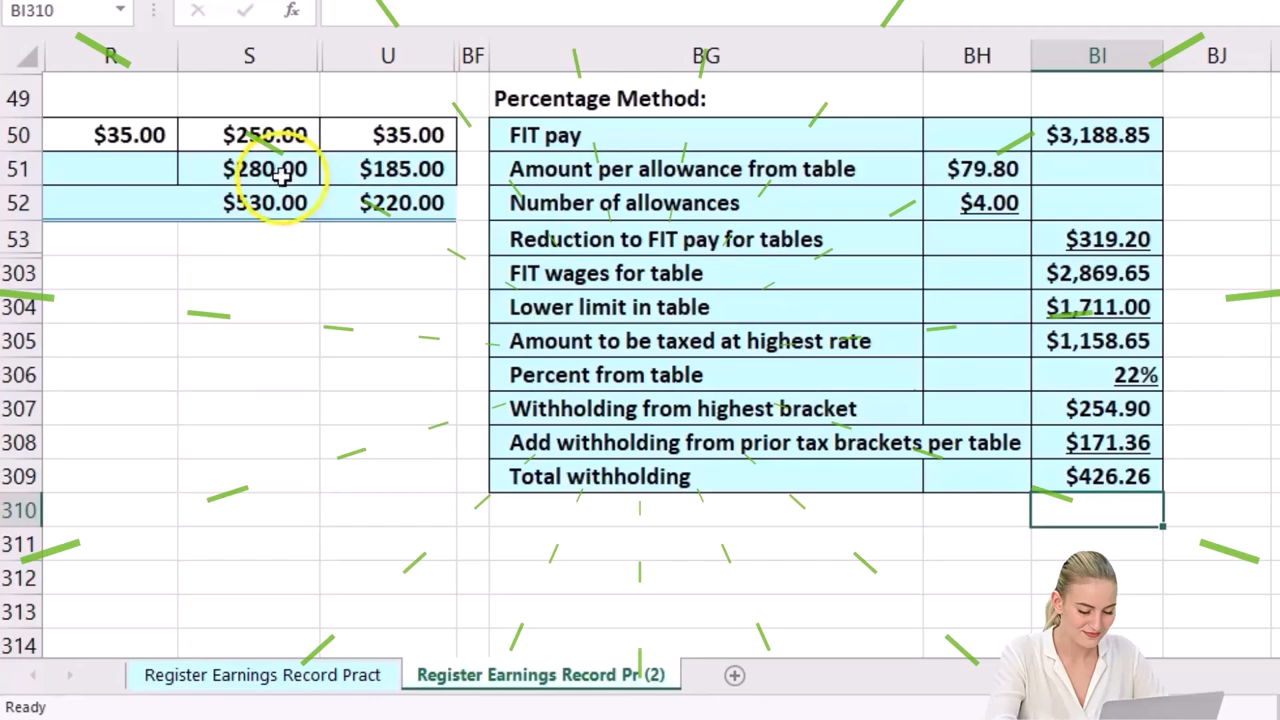 BI310 fx
R S U BF BG BH BI BJ
49 Percentage Method:
50 $35.00 $250.00 $35.00 FIT pay $3,188.85
51 $280.00 $185.00 Amount per allowance from table $79.80
52 $530.00 $220.00 Number of allowances $4.00
53 Reduction to FIT pay for tables $319.20
303 FIT wages for table $2,869.65
304 Lower limit in table $1,711.00
305 Amount to be taxed at highest rate $1,158.65
306 Percent from table 22%
307 Withholding from highest bracket $254.90
308 Add withholding from prior tax brackets per table $171.36
309 Total withholding $426.26
310
311
312
313
314
Register Earnings Record Pract Register Earnings Record Pr (2)
Ready